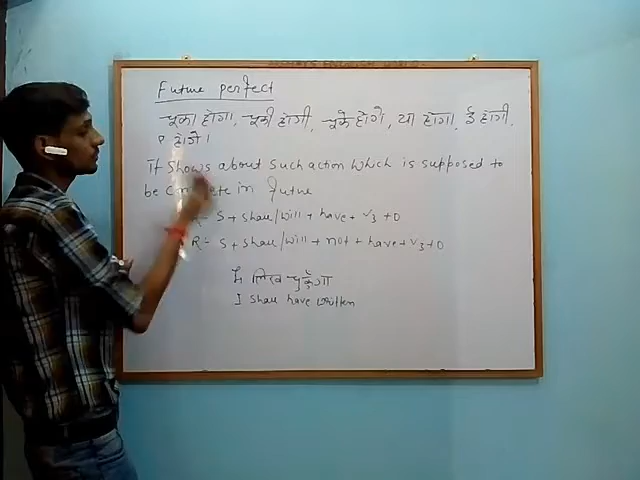 Future perfect
चुका होगा, चुकी होगी, चुके होंगे, या होगा, ई होगी,
ए होंगे।
It shows about such action which is supposed to
be in future
R = S + shall/will + have + V3 + O
R = S + shall/will + not + have + V3 + O
मैं लिख चुकूँगा
I shall have written